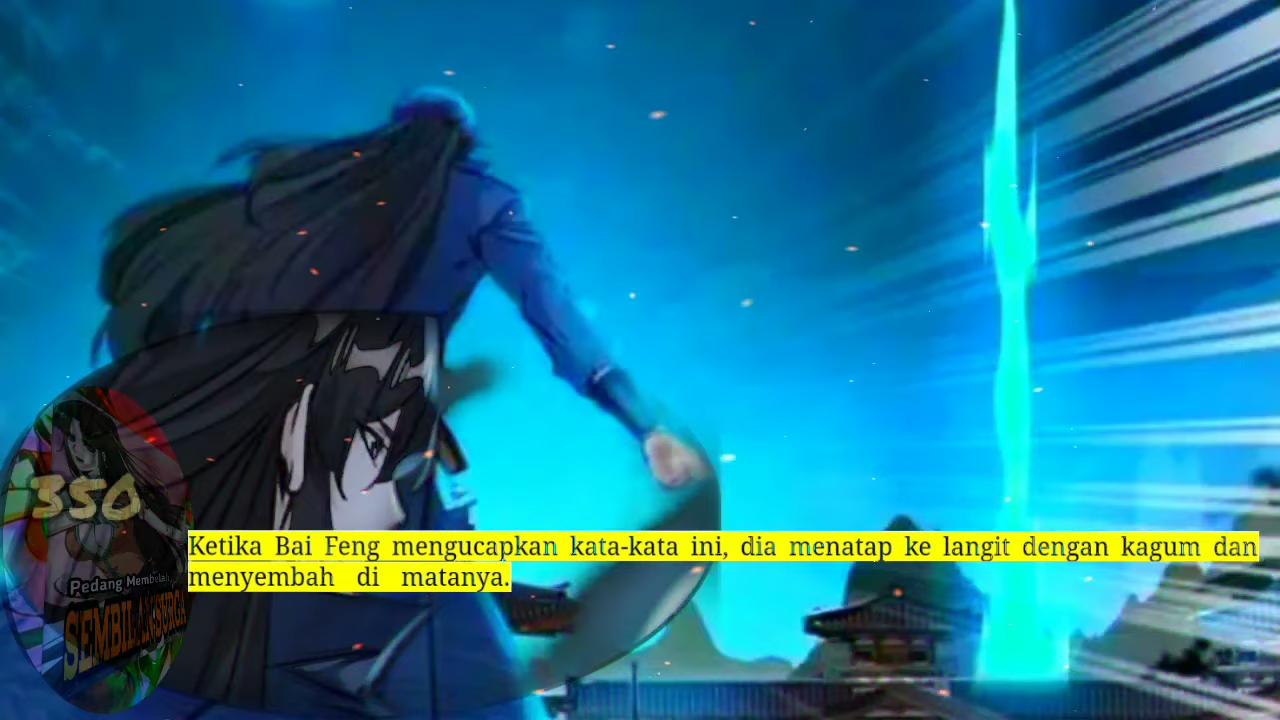 350
Pedang Membelah
SEMBILAN SURGA
Ketika Bai Feng mengucapkan kata-kata ini, dia menatap ke langit dengan kagum dan
menyembah di matanya.